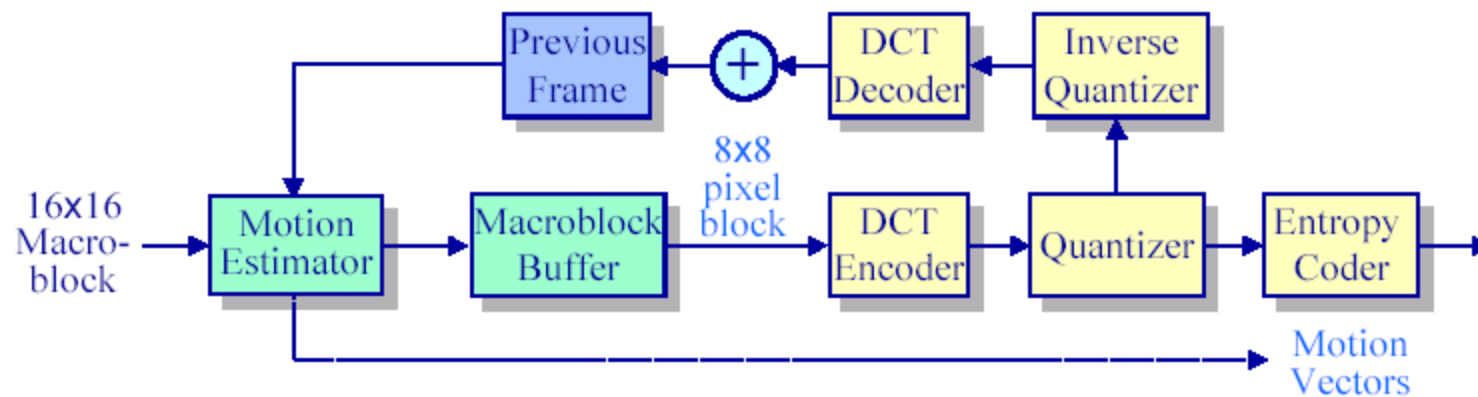 Previous
Frame
+
DCT
Decoder
Inverse
Quantizer
16x16
Macro-
block
Motion
Estimator
Macroblock
Buffer
8x8
pixel
block
DCT
Encoder
Quantizer
Entropy
Coder
Motion
Vectors